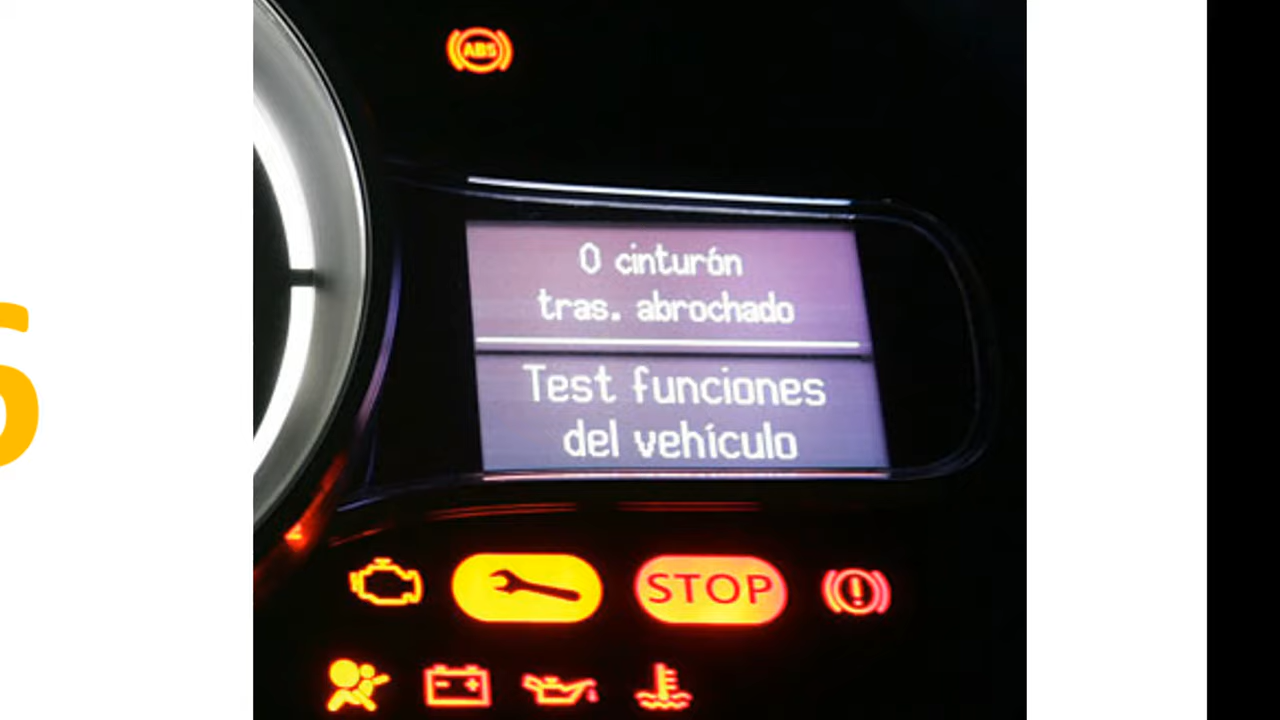 ABS
0 cinturón
tras. abrochado
Test funciones
del vehículo
STOP